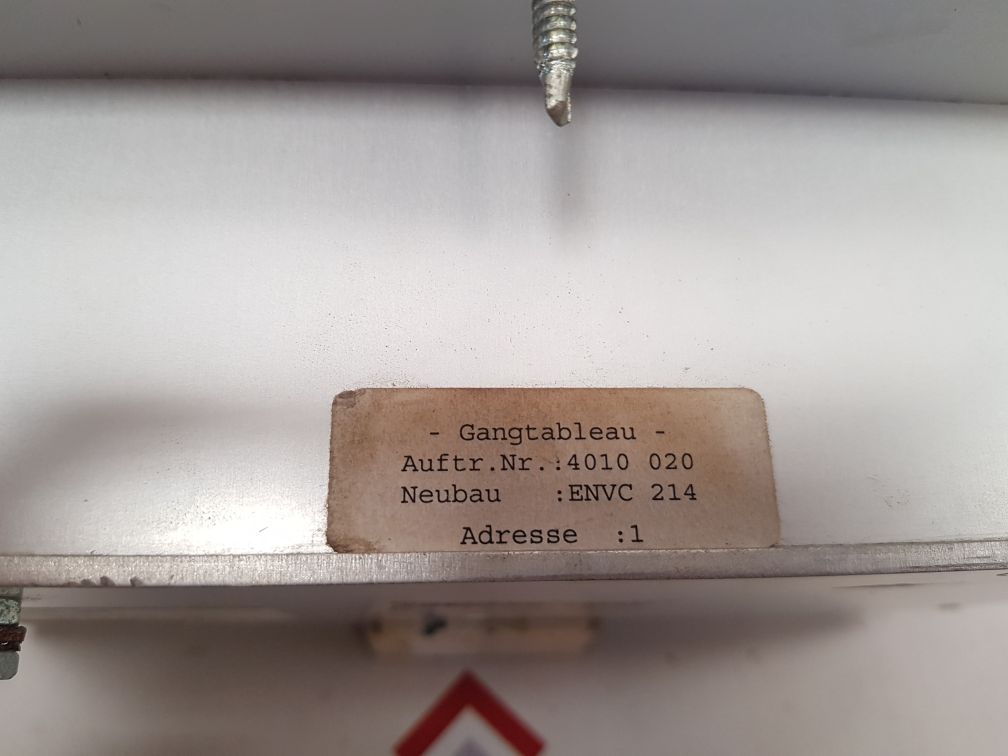 - Gangtableau -
Auftr.Nr.:4010 020
Neubau :ENVC 214
Adresse :1